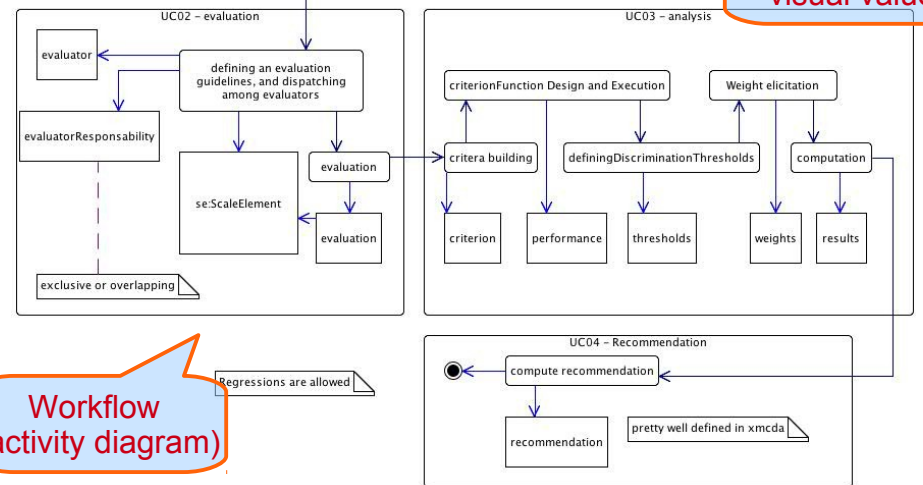 UC02 – evaluation
evaluator
defining an evaluation
guidelines, and dispatching
among evaluators
evaluatorResponsability
se:ScaleElement
evaluation
evaluation
exclusive or overlapping
UC03 – analysis
criterionFunction Design and Execution
Weight elicitation
critera building
definingDiscriminationThresholds
computation
criterion
performance
thresholds
weights
results
Regressions are allowed
Workflow
activity diagram)
UC04 – Recommendation
compute recommendation
recommendation
pretty well defined in xmcda